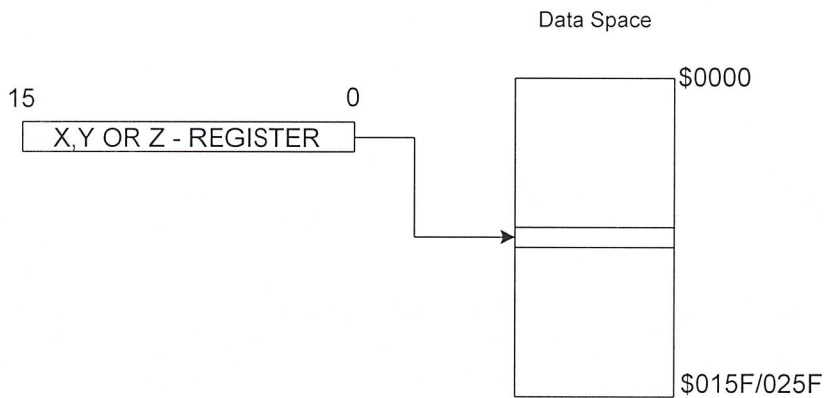 Data Space
$0000
15 0
X,Y OR Z - REGISTER
$015F/025F